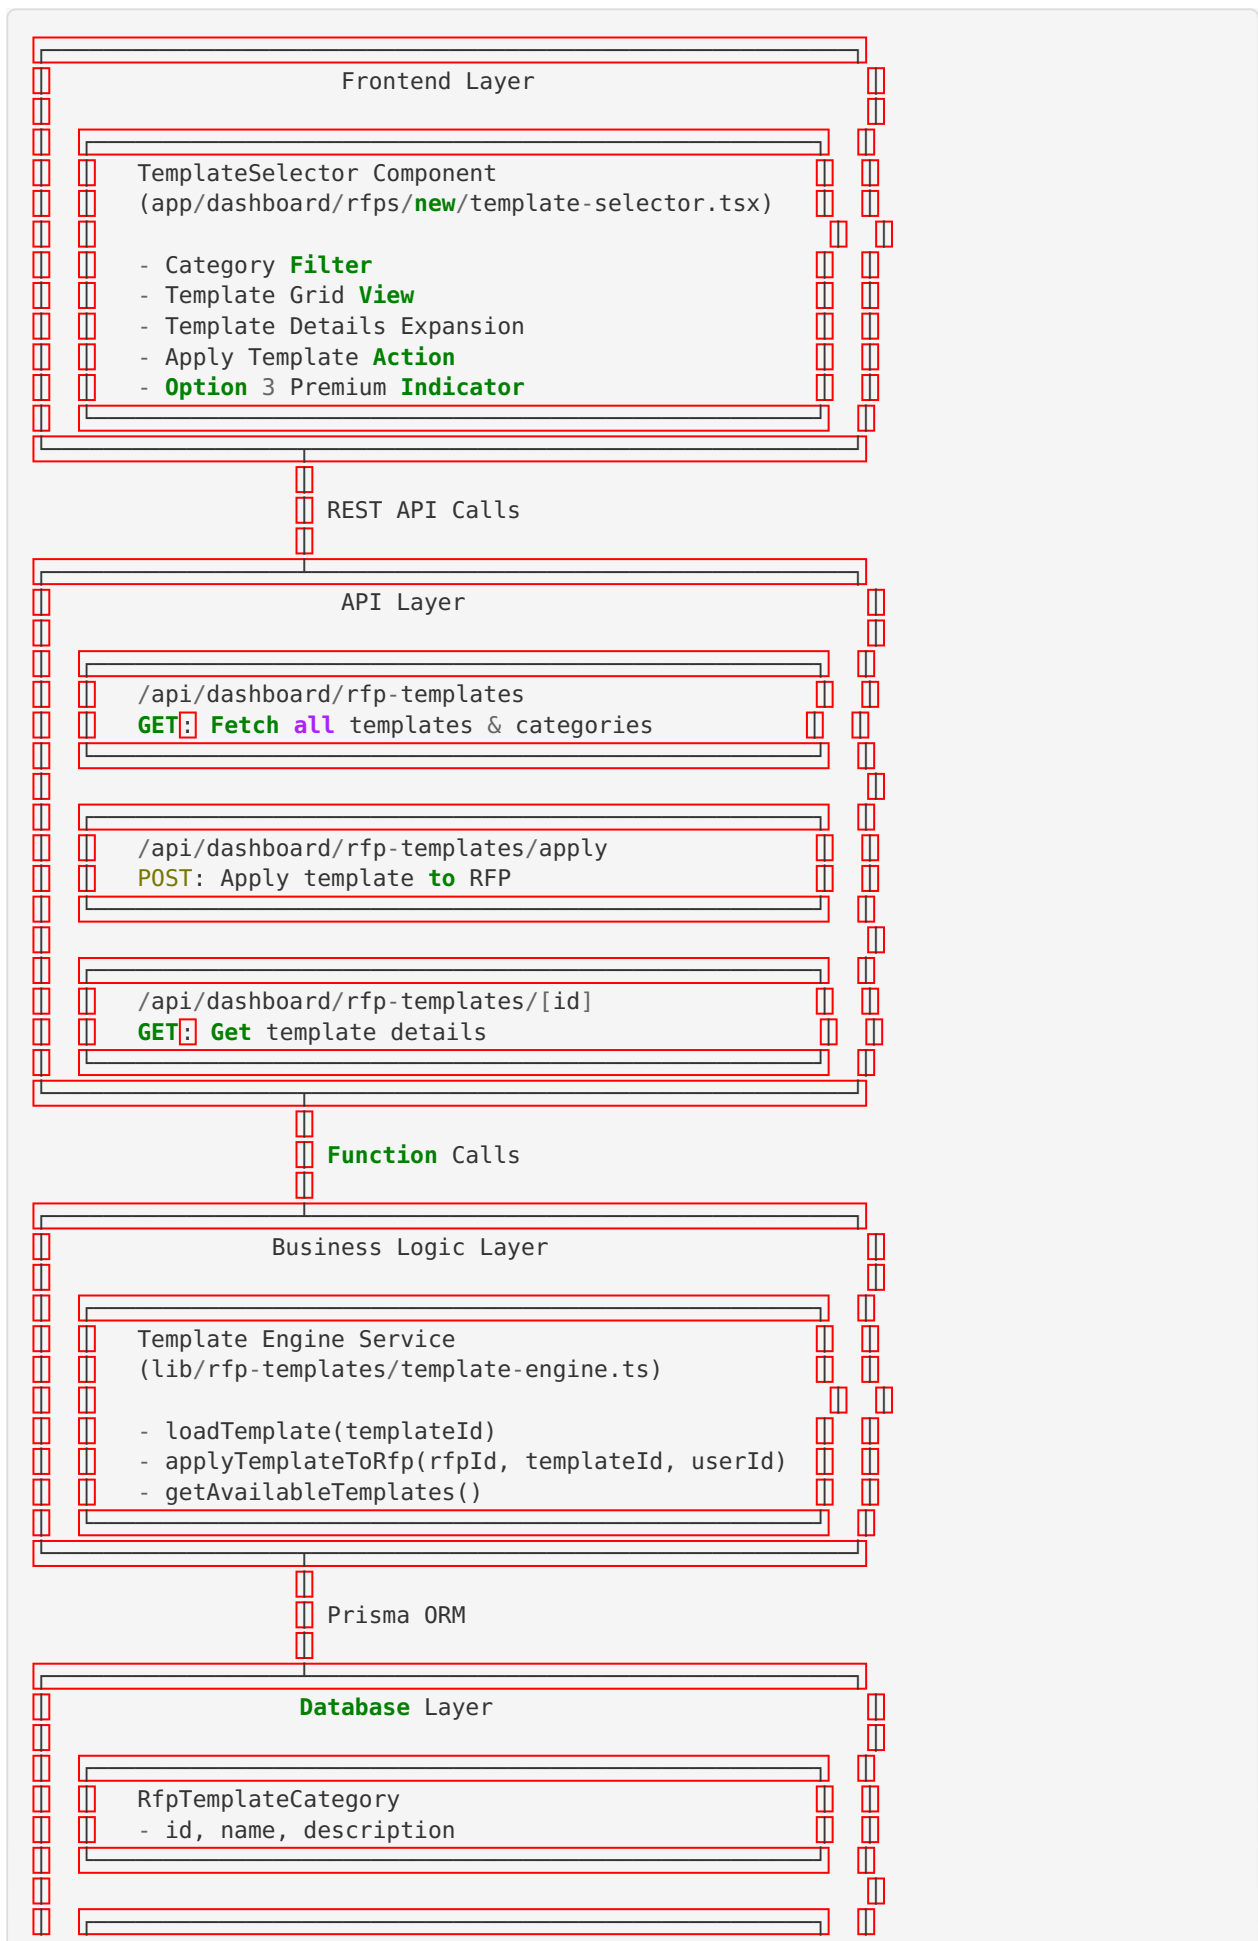 Frontend Layer
TemplateSelector Component
(app/dashboard/rfps/new/template-selector.tsx)
- Category Filter
- Template Grid View
- Template Details Expansion
- Apply Template Action
- Option 3 Premium Indicator
REST API Calls
API Layer
/api/dashboard/rfp-templates
GET: Fetch all templates & categories
/api/dashboard/rfp-templates/apply
POST: Apply template to RFP
/api/dashboard/rfp-templates/[id]
GET: Get template details
Function Calls
Business Logic Layer
Template Engine Service
(lib/rfp-templates/template-engine.ts)
- loadTemplate(templateId)
- applyTemplateToRfp(rfpId, templateId, userId)
- getAvailableTemplates()
Prisma ORM
Database Layer
RfpTemplateCategory
- id, name, description